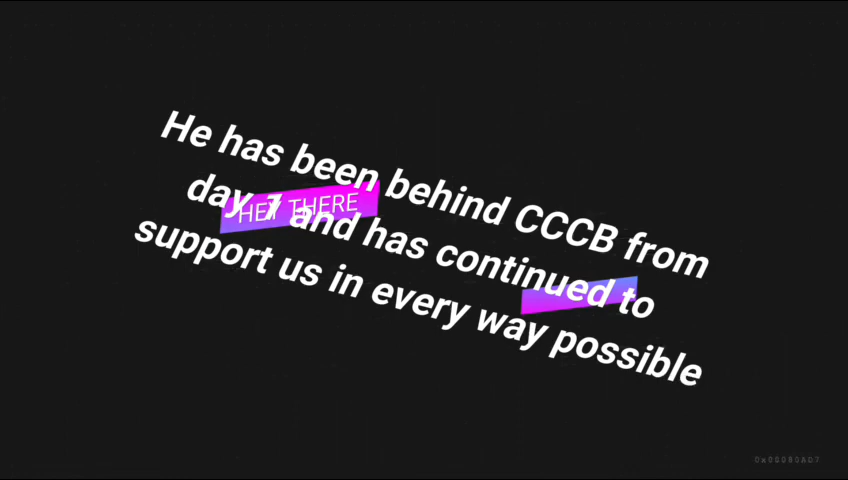 He has been behind CCCB from
day 7 and has continued to
support us in every way possible
HEY THERE